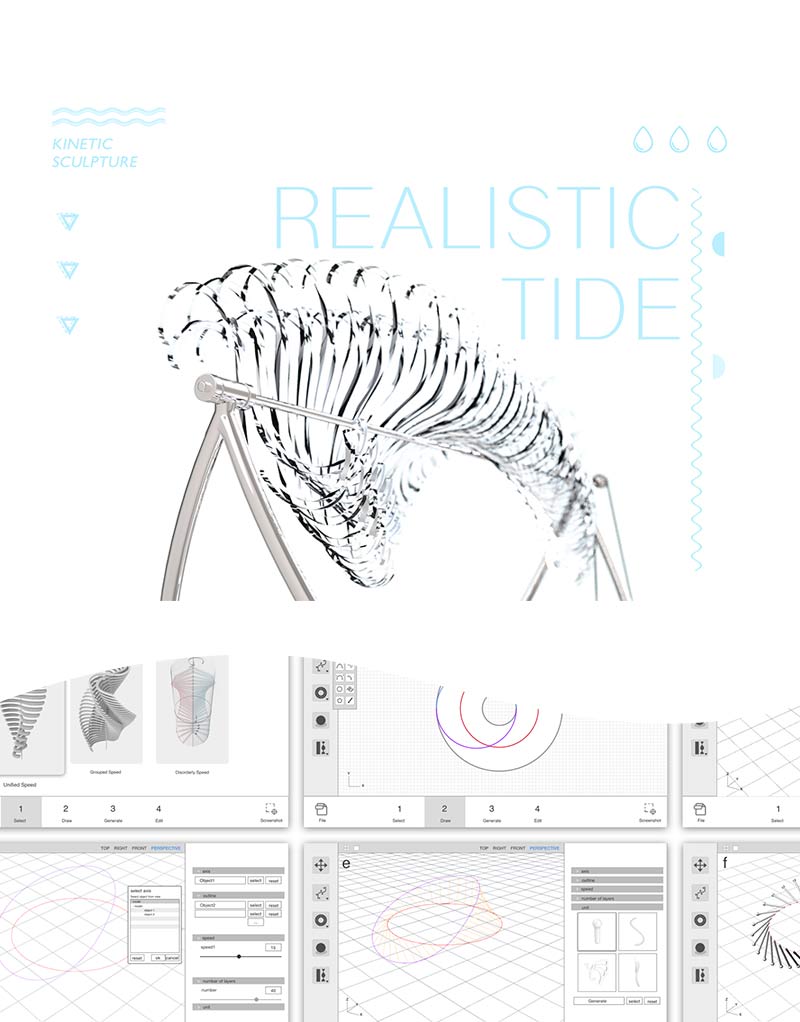 KINETIC
SCULPTURE
REALISTIC
TIDE
Grouped Speed
Disorderly Speed
Unified Speed
1 2 3 4
Select Draw Generate Edit Screenshot
1 2 3 4
File Select Draw Generate Edit Screenshot
1
File Select
TOP RIGHT FRONT PERSPECTIVE
select axis
reset ok cancel
axis
Object1 select reset
outline
Object2 select reset
select reset
...
speed
speed1
number of layers
number 40
unit
e
TOP RIGHT FRONT PERSPECTIVE
axis
outline
speed
number of layers
unit
Generate select reset
f